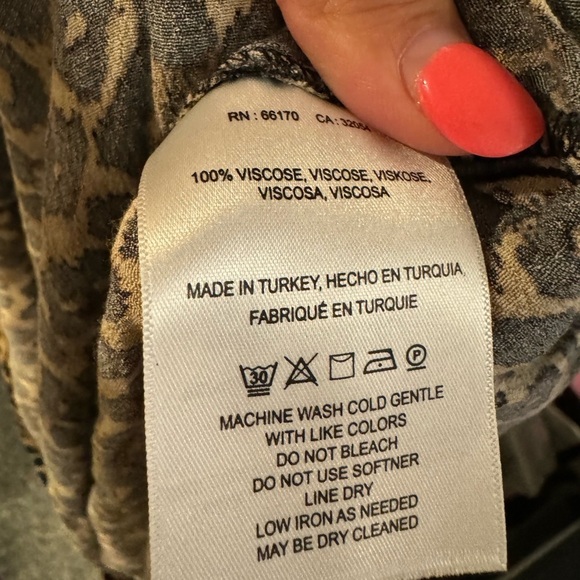 RN : 66170 CA :
100% VISCOSE, VISCOSE, VISKOSE,
VISCOSA, VISCOSA
MADE IN TURKEY, HECHO EN TURQUIA
FABRIQUÉ EN TURQUIE
30 P
MACHINE WASH COLD GENTLE
WITH LIKE COLORS
DO NOT BLEACH
DO NOT USE SOFTNER
LINE DRY
LOW IRON AS NEEDED
MAY BE DRY CLEANED